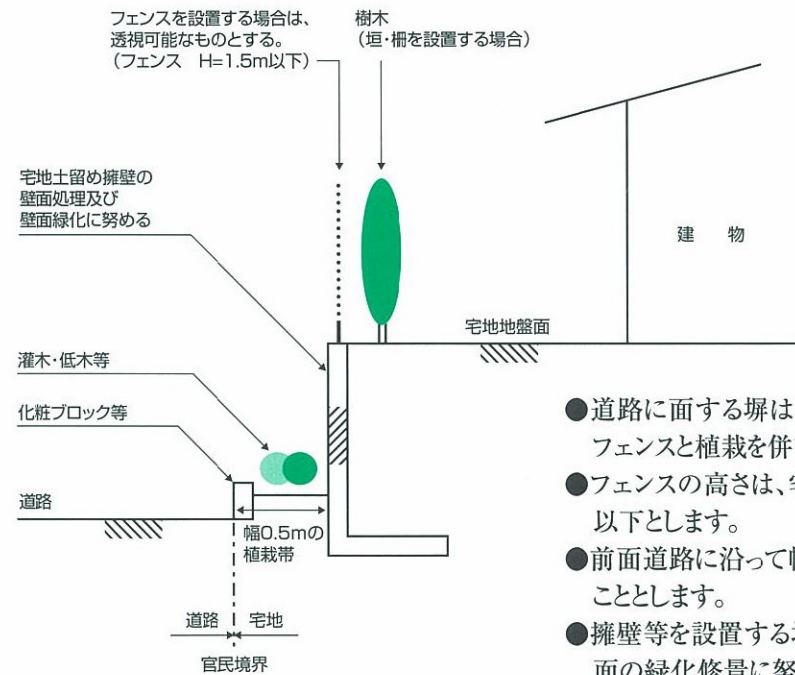 フェンスを設置する場合は、
透視可能なものとする。
(フェンス　H=1.5m以下)
樹木
(垣・柵を設置する場合)
宅地土留め擁壁の
壁面処理及び
壁面緑化に努める
建　物
宅地地盤面
灌木・低木等
化粧ブロック等
道路
幅0.5mの
植栽帯
道路
宅地
官民境界
●道路に面する塀は
フェンスと植栽を併
●フェンスの高さは、
以下とします。
●前面道路に沿って
こととします。
●擁壁等を設置する
面の緑化修景に努